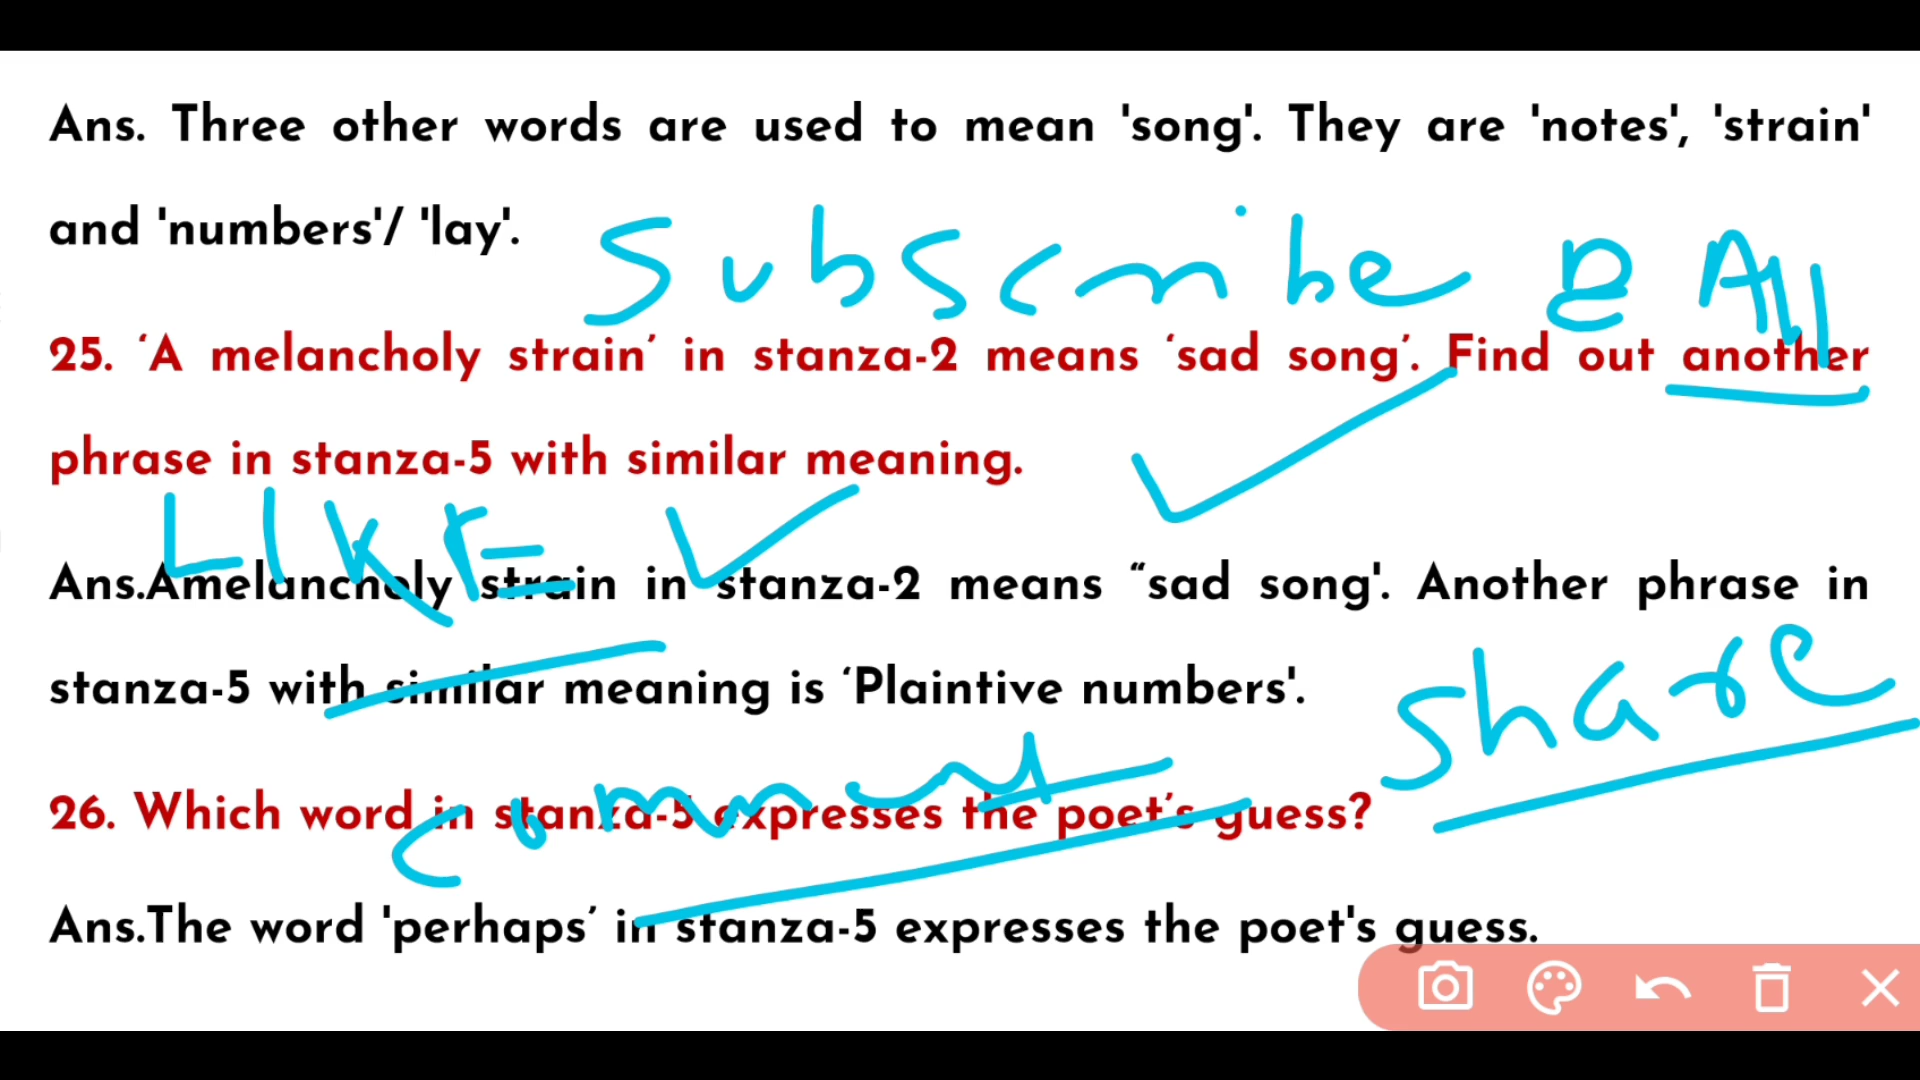 Ans. Three other words are used to mean 'song'. They are 'notes', 'strain'
and 'numbers'/ 'lay'.
Subscribe & All
25. ‘A melancholy strain’ in stanza-2 means ‘sad song’. Find out another
phrase in stanza-5 with similar meaning.
LIKE
Ans.Amelancholy strain in stanza-2 means “sad song'. Another phrase in
stanza-5 with similar meaning is ‘Plaintive numbers'.
Share
26. Which word in stanza-5 expresses the poet’s guess?
Ans.The word 'perhaps’ in stanza-5 expresses the poet's guess.